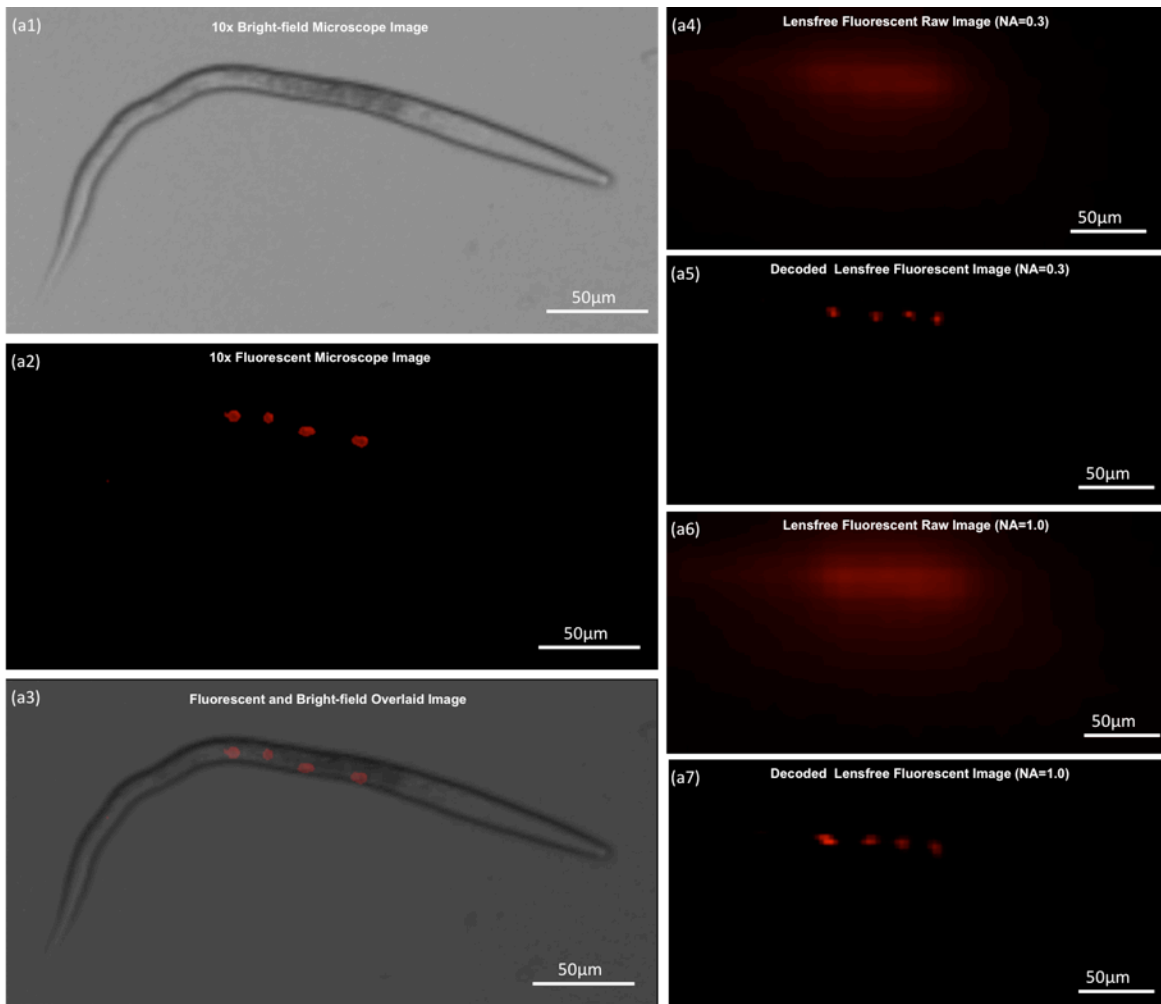 (a1)
10x Bright-field Microscope Image
50μm
(a2)
10x Fluorescent Microscope Image
50μm
(a3)
Fluorescent and Bright-field Overlaid Image
50μm
(a4)
Lensfree Fluorescent Raw Image (NA=0.3)
50μm
(a5)
Decoded Lensfree Fluorescent Image (NA=0.3)
50μm
(a6)
Lensfree Fluorescent Raw Image (NA=1.0)
50μm
(a7)
Decoded Lensfree Fluorescent Image (NA=1.0)
50μm